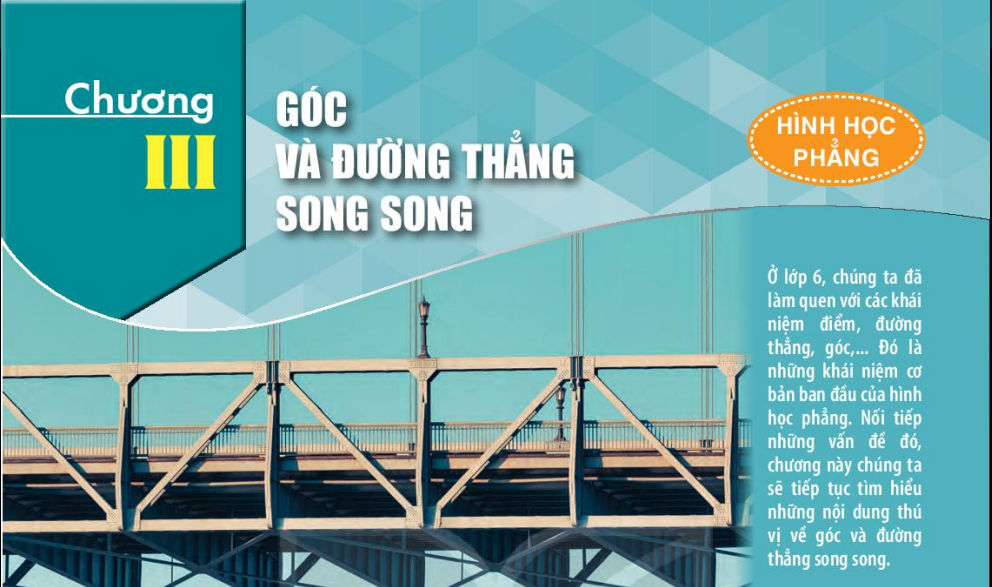 Chương
III
GÓC
VÀ ĐƯỜNG THẲNG
SONG SONG
HÌNH HỌC
PHẲNG
Ở lớp 6, chúng ta đã
làm quen với các khái
niệm điểm, đường
thẳng, góc,... Đó là
những khái niệm cơ
bản ban đầu của hình
học phẳng. Nối tiếp
những vấn đề đó,
chương này chúng ta
sẽ tiếp tục tìm hiểu
những nội dung thú
vị về góc và đường
thẳng song song.